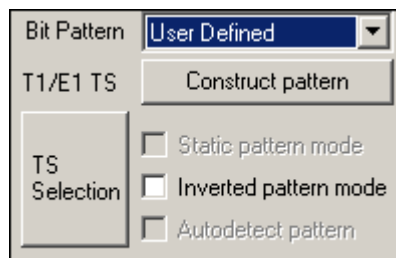 Bit Pattern User Defined
T1/E1 TS Construct pattern
TS
Selection
Static pattern mode
Inverted pattern mode
Autodetect pattern